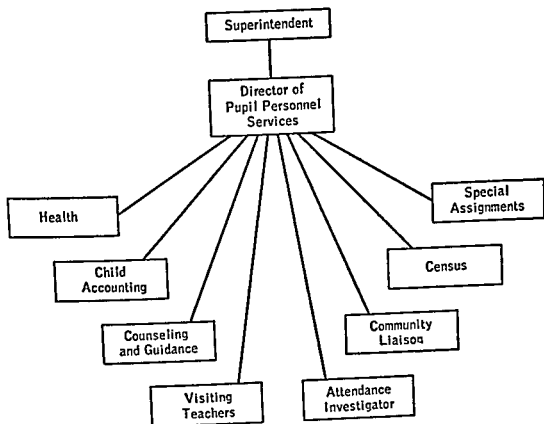 Superintendent
Director of
Pupil Personnel
Services
Health
Special
Assignments
Child
Accounting
Census
Counseling
and Guidance
Community
Liaison
Visiting
Teachers
Attendance
Investigator